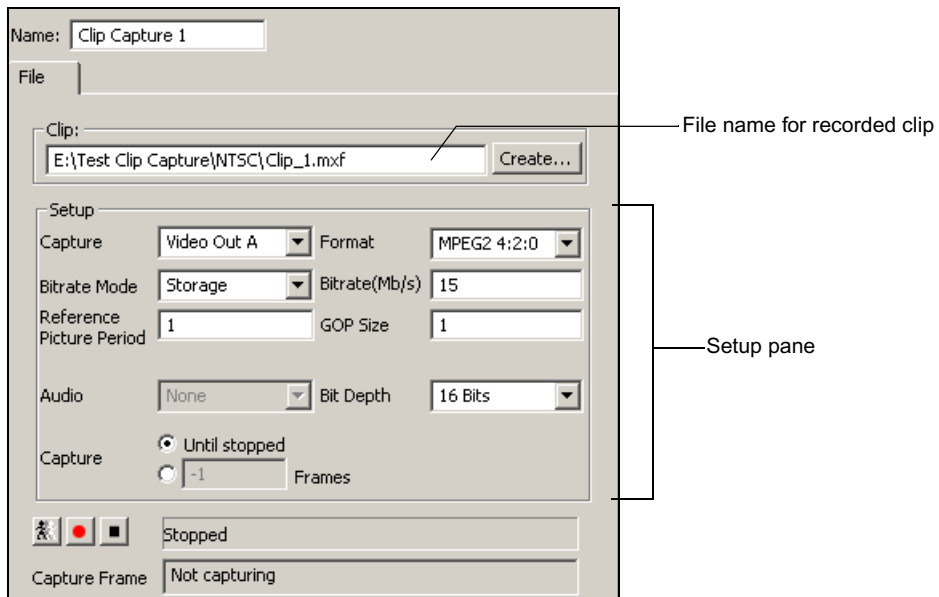 Name: Clip Capture 1
File
Clip:
E:\Test Clip Capture\NTSC\Clip_1.mxf Create...
File name for recorded clip
Setup
Capture Video Out A Format MPEG2 4:2:0
Bitrate Mode Storage Bitrate(Mb/s) 15
Reference
Picture Period 1 GOP Size 1
Setup pane
Audio None Bit Depth 16 Bits
Capture Until stopped
-1 Frames
Stopped
Capture Frame Not capturing